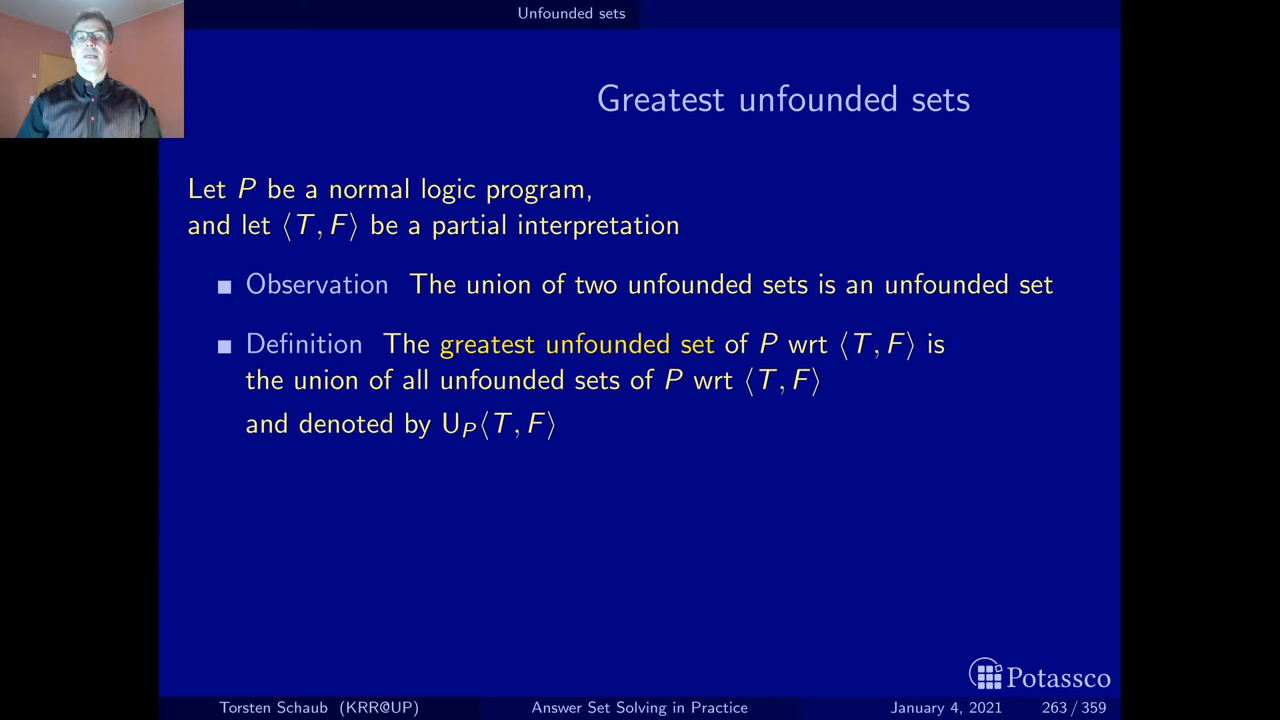 Unfounded sets
Greatest unfounded sets
Let P be a normal logic program,
and let ⟨T, F⟩ be a partial interpretation
■ Observation The union of two unfounded sets is an unfounded set
■ Definition The greatest unfounded set of P wrt ⟨T, F⟩ is
the union of all unfounded sets of P wrt ⟨T, F⟩
and denoted by U_P⟨T, F⟩
Potassco
Torsten Schaub (KRR@UP) Answer Set Solving in Practice January 4, 2021 263 / 359